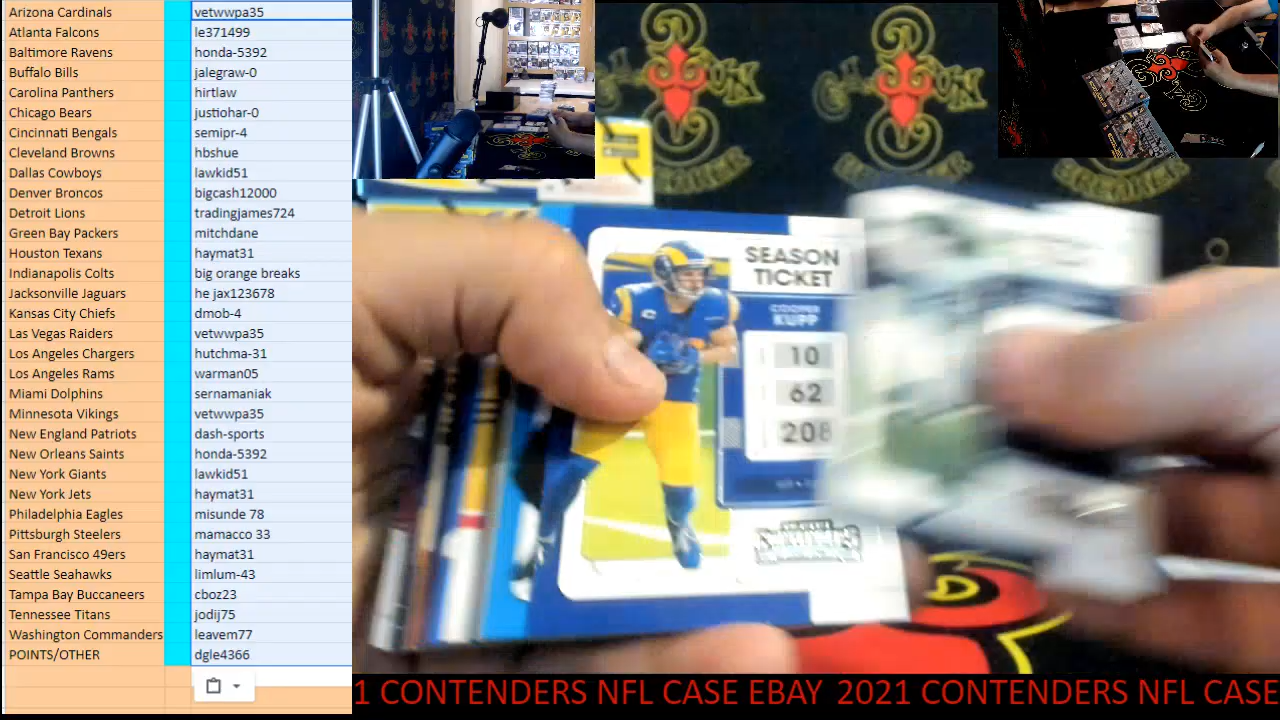 Arizona Cardinals vetwwpa35
Atlanta Falcons le371499
Baltimore Ravens honda-5392
Buffalo Bills jalegraw-0
Carolina Panthers hirtlaw
Chicago Bears justiohar-0
Cincinnati Bengals semipr-4
Cleveland Browns hbshue
Dallas Cowboys lawkid51
Denver Broncos bigcash12000
Detroit Lions tradingjames724
Green Bay Packers mitchdane
Houston Texans haymat31
Indianapolis Colts big orange breaks
Jacksonville Jaguars he jax123678
Kansas City Chiefs dmob-4
Las Vegas Raiders vetwwpa35
Los Angeles Chargers hutchma-31
Los Angeles Rams warman05
Miami Dolphins sernamaniak
Minnesota Vikings vetwwpa35
New England Patriots dash-sports
New Orleans Saints honda-5392
New York Giants lawkid51
New York Jets haymat31
Philadelphia Eagles misunde 78
Pittsburgh Steelers mamacco 33
San Francisco 49ers haymat31
Seattle Seahawks limlum-43
Tampa Bay Buccaneers cboz23
Tennessee Titans jodij75
Washington Commanders leavem77
POINTS/OTHER dgle4366
SEASON
TICKET
COOPER
KUPP
10
62
208
CONTENDERS
1 CONTENDERS NFL CASE EBAY 2021 CONTENDERS NFL CASE